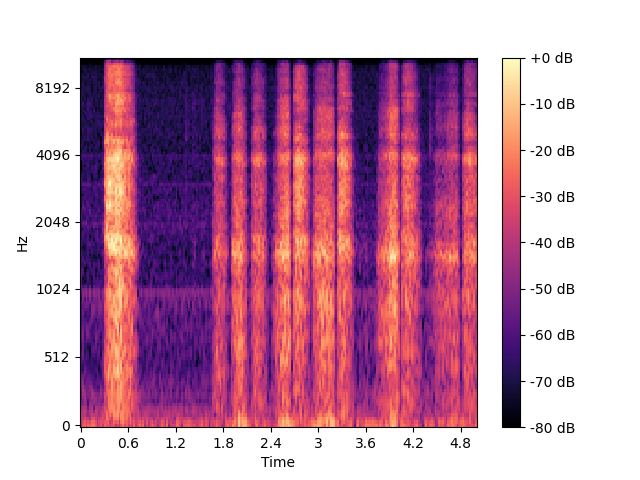 +0 dB
8192
-10 dB
4096
-20 dB
-30 dB
2048
Hz
-40 dB
1024
-50 dB
-60 dB
512
-70 dB
0
-80 dB
0 0.6 1.2 1.8 2.4 3 3.6 4.2 4.8
Time